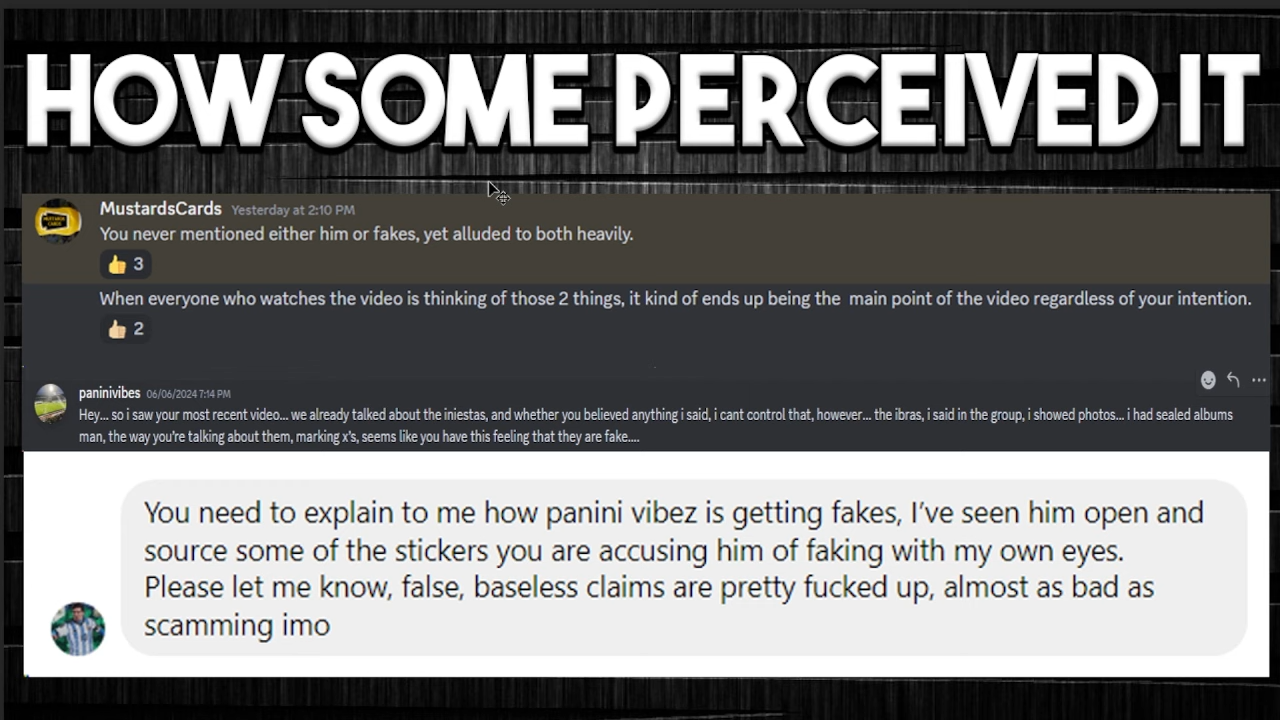 HOW SOME PERCEIVED IT
MustardsCards Yesterday at 2:10 PM
You never mentioned either him or fakes, yet alluded to both heavily.
👍 3
When everyone who watches the video is thinking of those 2 things, it kind of ends up being the main point of the video regardless of your intention.
👍🏼 2
paninivibes 06/06/2024 7:14 PM
Hey... so i saw your most recent video... we already talked about the iniestas, and whether you believed anything i said, i cant control that, however... the ibras, i said in the group, i showed photos... i had sealed albums
man, the way you're talking about them, marking x's, seems like you have this feeling that they are fake....
You need to explain to me how panini vibez is getting fakes, I've seen him open and
source some of the stickers you are accusing him of faking with my own eyes.
Please let me know, false, baseless claims are pretty fucked up, almost as bad as
scamming imo